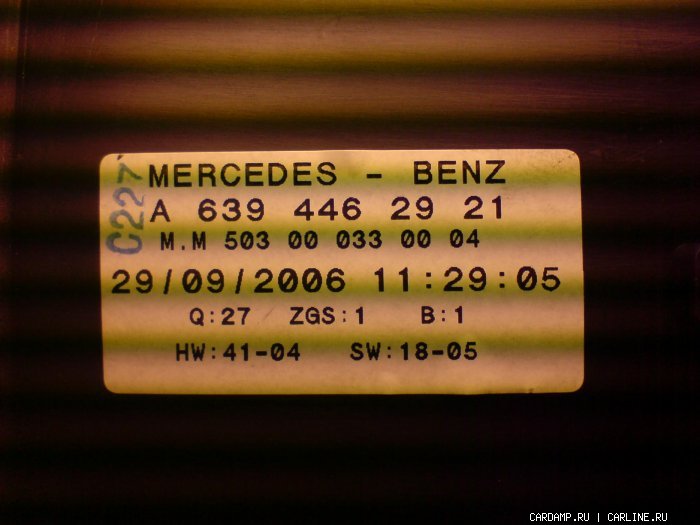 C227
MERCEDES - BENZ
A 639 446 29 21
M.M 503 00 033 00 04
29/09/2006 11:29:05
Q:27 ZGS:1 B:1
HW:41-04 SW:18-05
CARDAMP.RU | CARLINE.RU